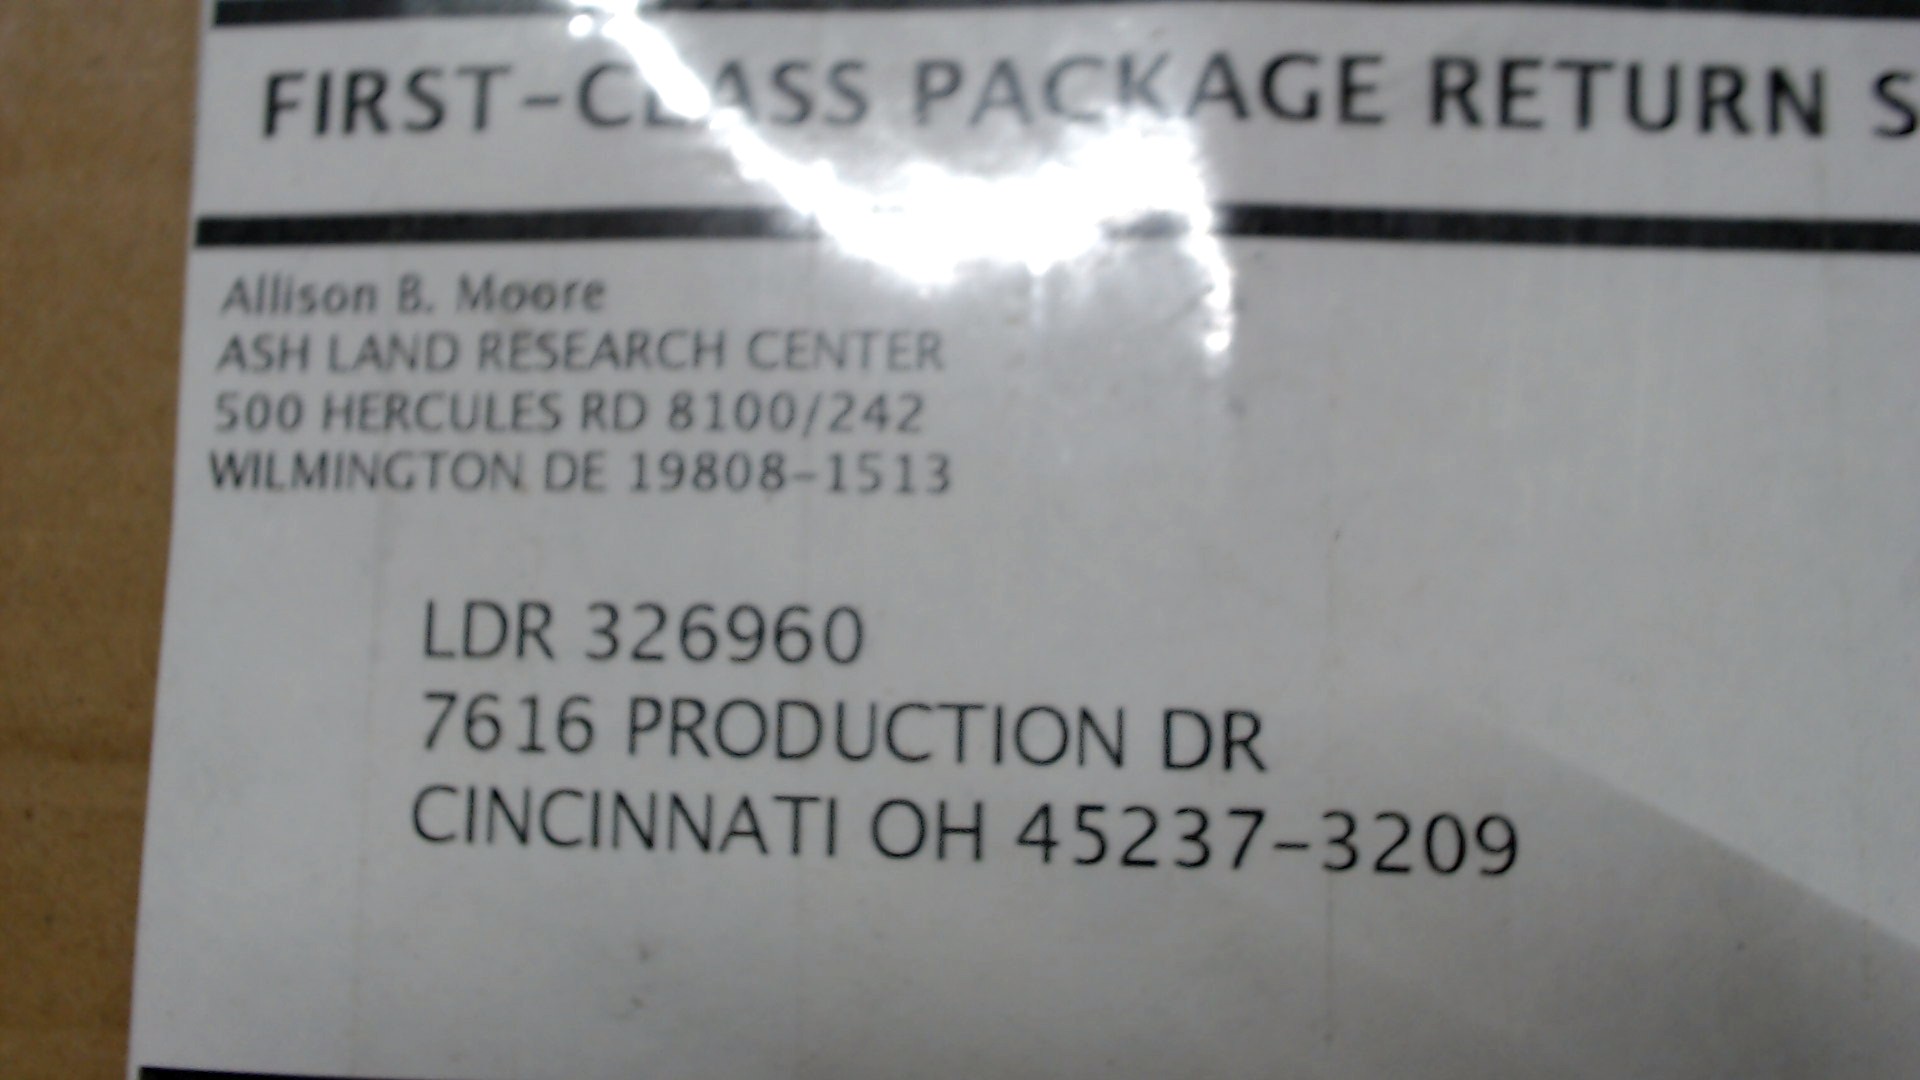 FIRST-CLASS PACKAGE RETURN S
Allison B. Moore
ASH LAND RESEARCH CENTER
500 HERCULES RD 8100/242
WILMINGTON DE 19808-1513
LDR 326960
7616 PRODUCTION DR
CINCINNATI OH 45237-3209